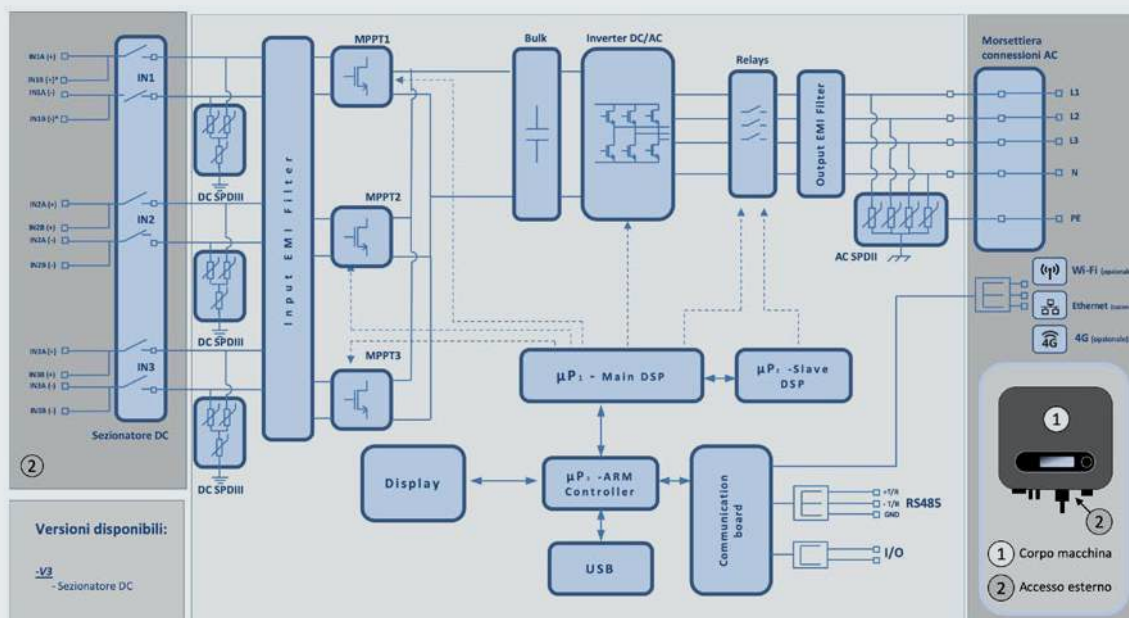 2
IN1A (+)
IN1B (+)*
IN1A (-)
IN1B (-)*
IN1
IN2A (+)
IN2B (+)
IN2A (-)
IN2B (-)
IN2
IN3A (+)
IN3B (+)
IN3A (-)
IN3B (-)
IN3
Sezionatore DC
2
DC SPDIII
DC SPDIII
DC SPDIII
Input EMI Filter
MPPT1
MPPT2
MPPT3
Bulk
Inverter DC/AC
Relays
Output EMI Filter
AC SPDII
Morsettiera
connessioni AC
L1
L2
L3
N
PE
Wi-Fi (opzionale
Ethernet
4G
4G (opzionale)
µP₁ - Main DSP
µP₂ -Slave
DSP
Display
µP₃ -ARM
Controller
USB
Communication
board
+T/R
- T/R
GND
RS485
I/O
Versioni disponibili:
-V3
- Sezionatore DC
1
2
1 Corpo macchina
2 Accesso esterno